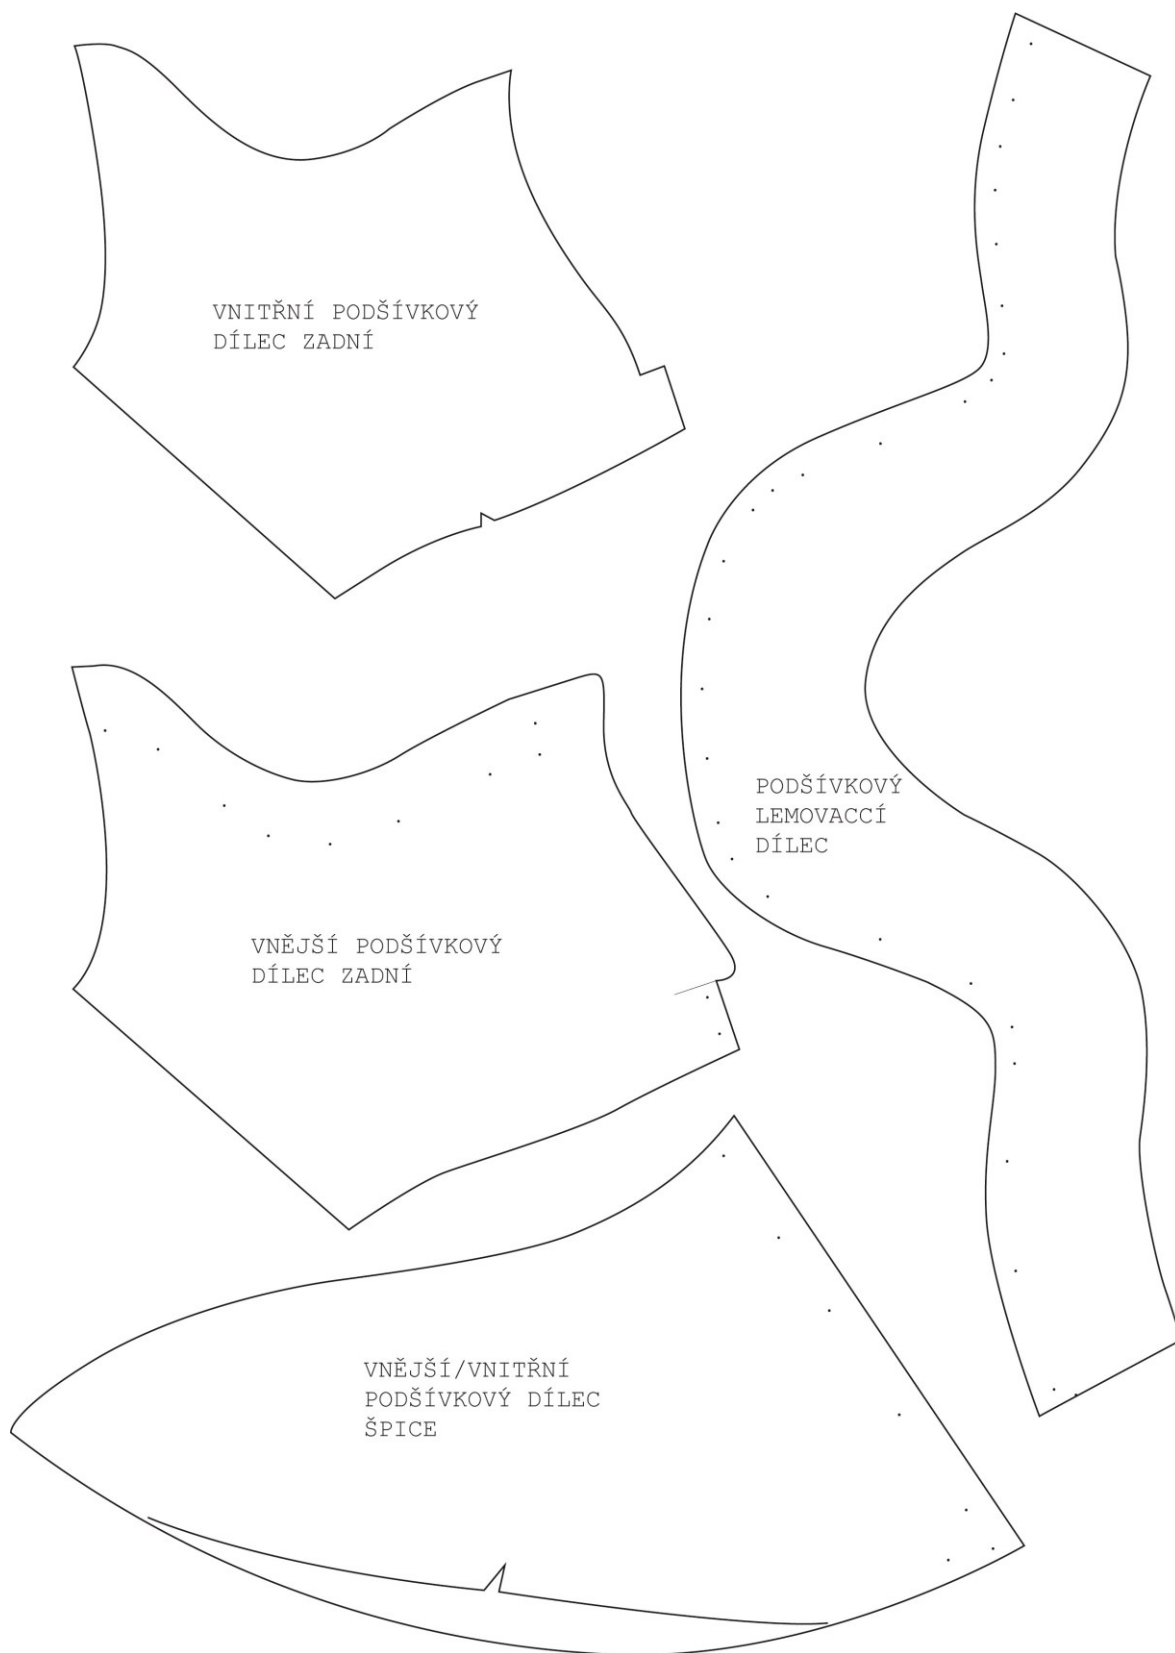 VNITŘNÍ PODŠÍVKOVÝ
DÍLEC ZADNÍ
PODŠÍVKOVÝ
LEMOVACCÍ
DÍLEC
VNĚJŠÍ PODŠÍVKOVÝ
DÍLEC ZADNÍ
VNĚJŠÍ/VNITŘNÍ
PODŠÍVKOVÝ DÍLEC
ŠPICE